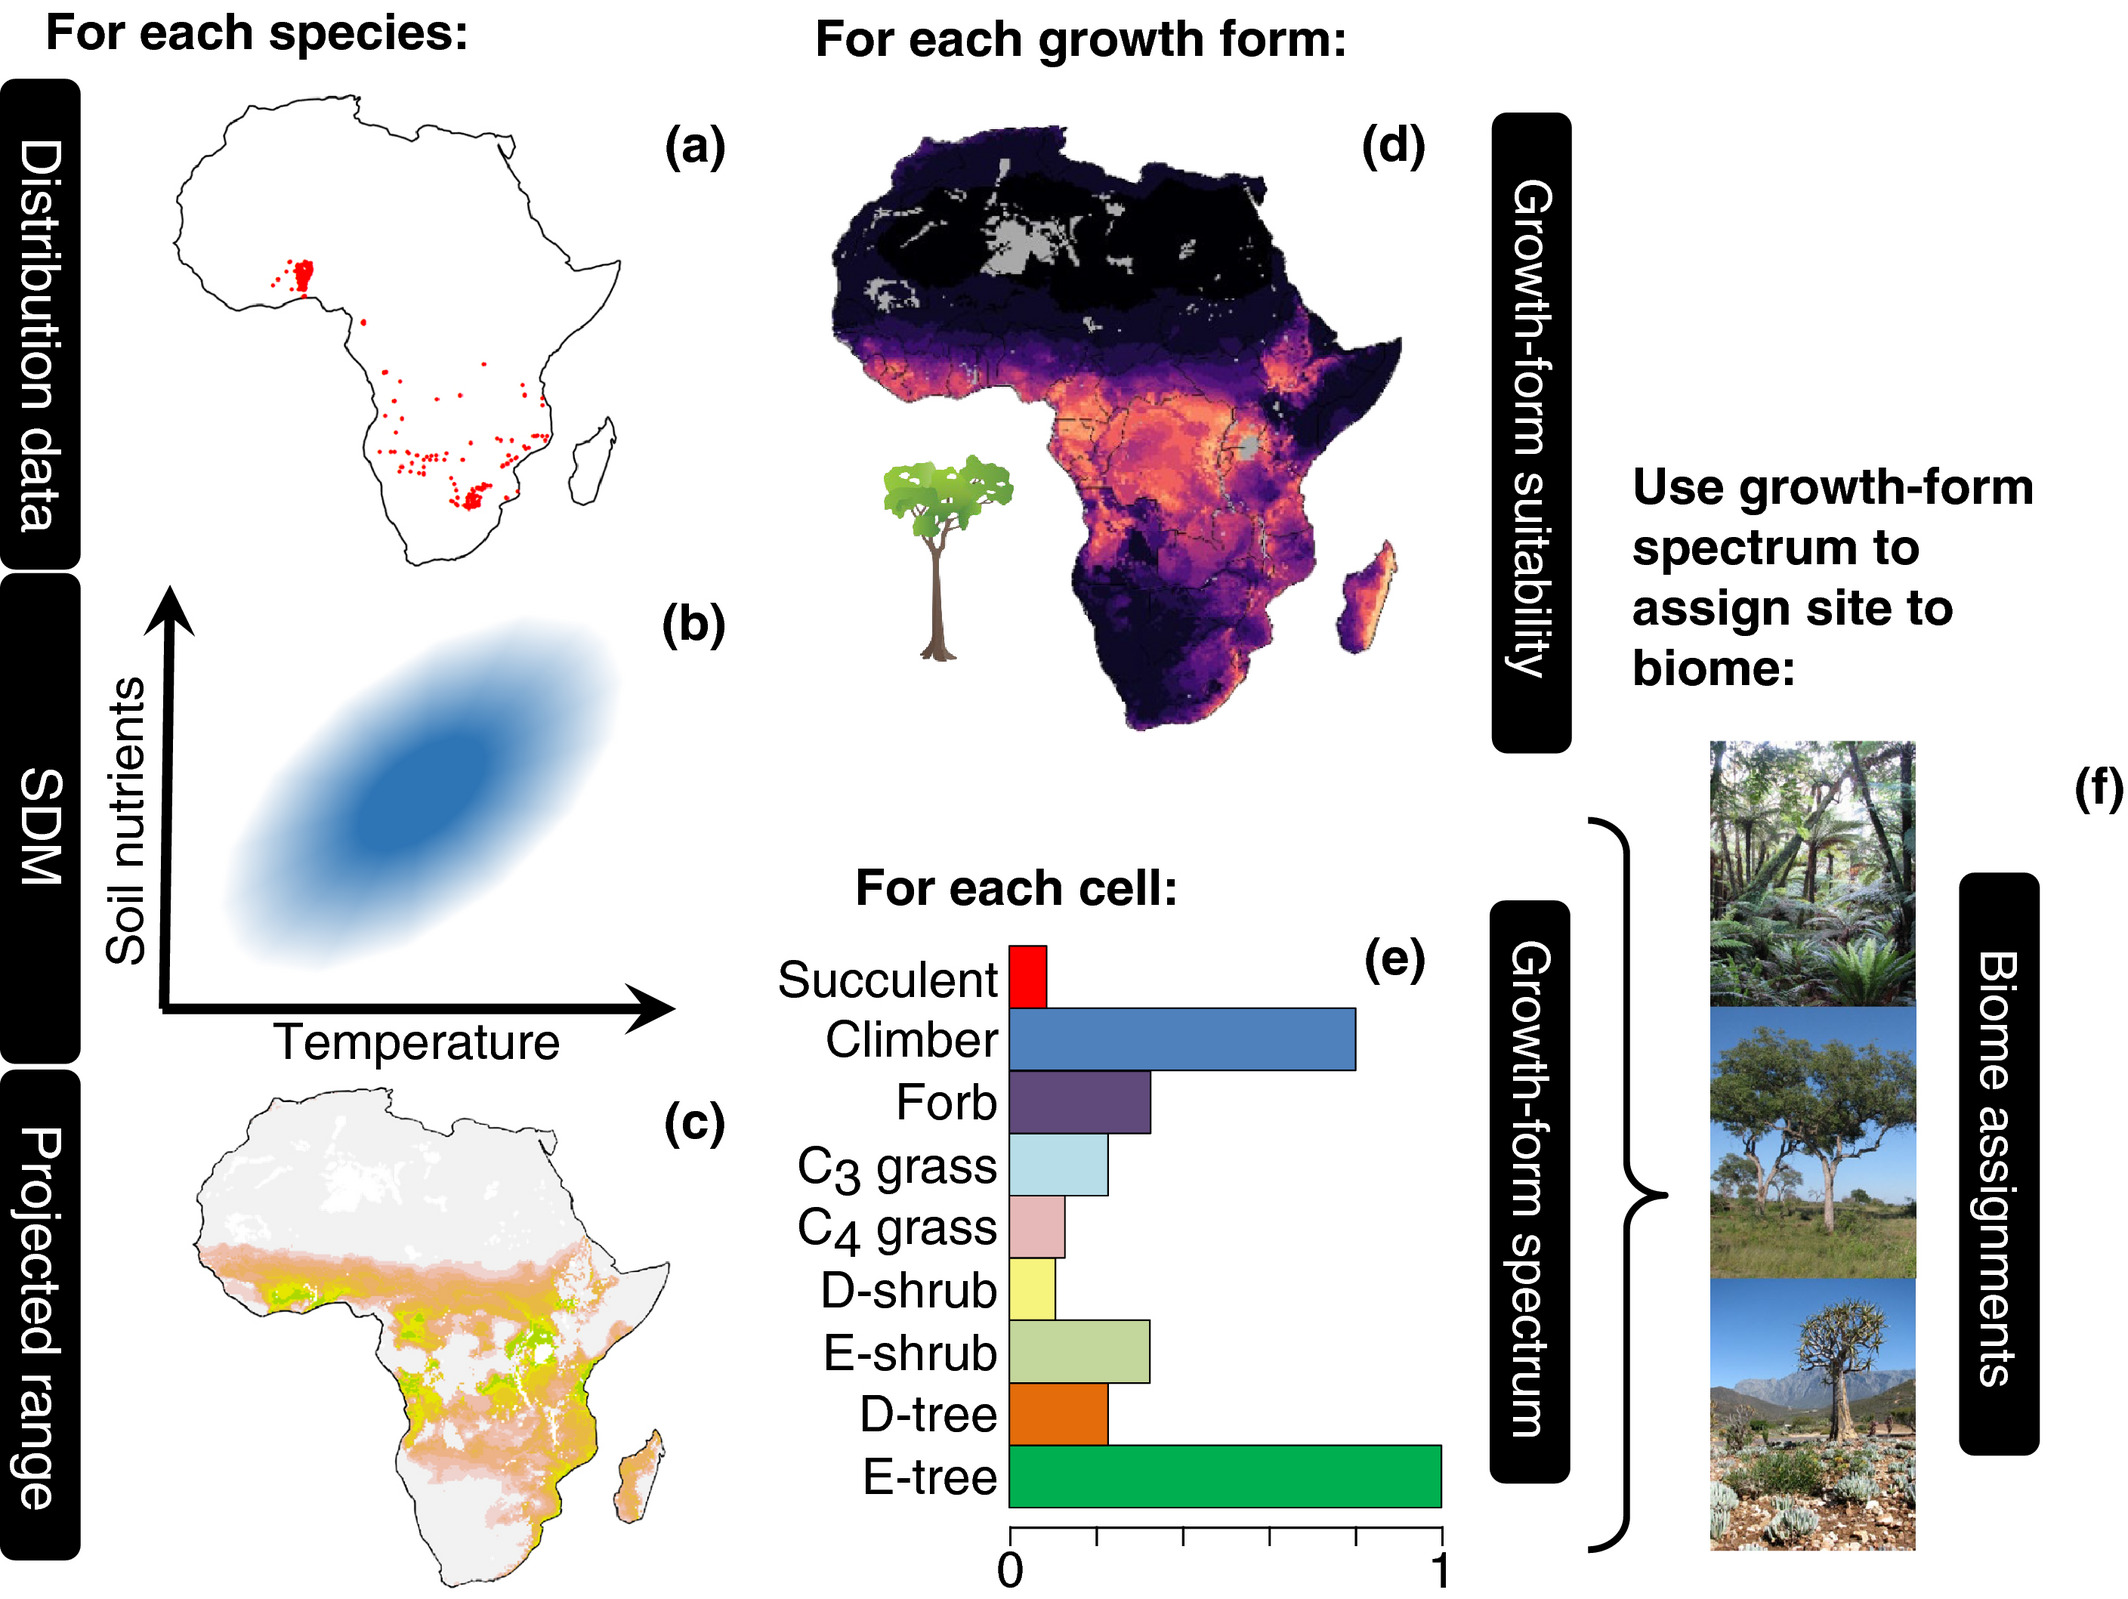 For each species:
Distribution data
(a)
SDM
(b)
Soil nutrients
Temperature
Projected range
(c)
For each growth form:
(d)
Growth-form suitability
For each cell:
(e)
Succulent
Climber
Forb
C3 grass
C4 grass
D-shrub
E-shrub
D-tree
E-tree
0
1
Growth-form spectrum
Use growth-form
spectrum to
assign site to
biome:
(f)
Biome assignments